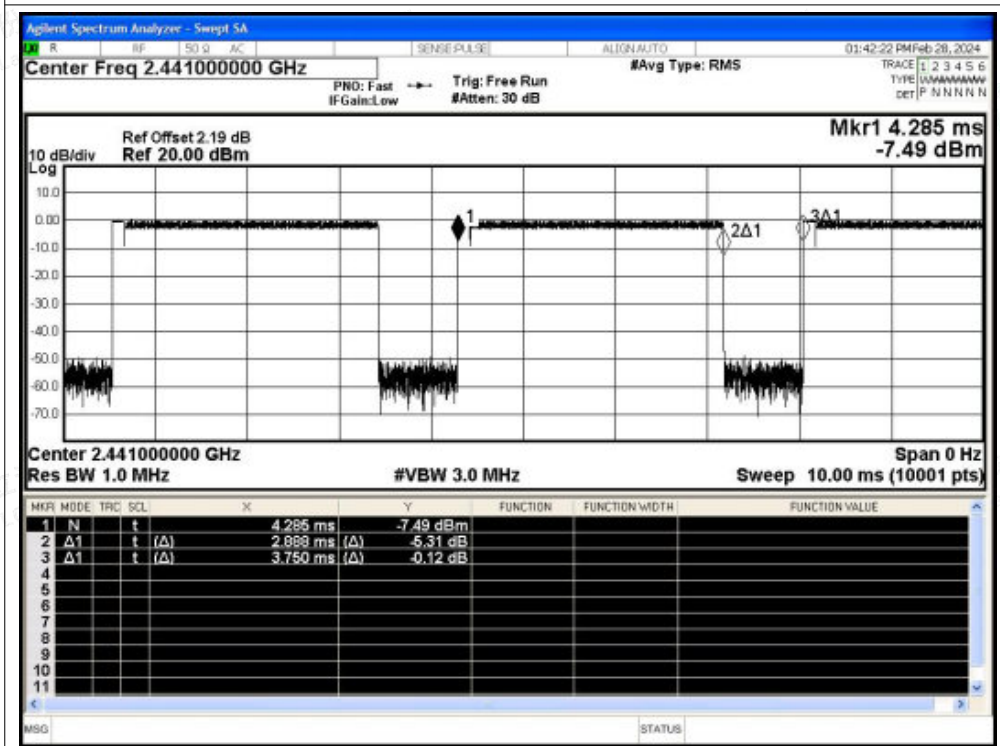 Agilent Spectrum Analyzer - Swept SA
R RF 50 Ω AC SENSE:PULSE ALIGN AUTO 01:42:22 PM Feb 28, 2024
Center Freq 2.441000000 GHz
PNO: Fast
IFGain:Low
Trig: Free Run
#Atten: 30 dB
#Avg Type: RMS
TRACE 1 2 3 4 5 6
TYPE
DET P N N N N N
Mkr1 4.285 ms
-7.49 dBm
Ref Offset 2.19 dB
10 dB/div Ref 20.00 dBm
Log
10.0
0.00
-10.0
-20.0
-30.0
-40.0
-50.0
-60.0
-70.0
1
2Δ1
3Δ1
Center 2.441000000 GHz Span 0 Hz
Res BW 1.0 MHz #VBW 3.0 MHz Sweep 10.00 ms (10001 pts)
MKR MODE TRC SCL X Y FUNCTION FUNCTION WIDTH FUNCTION VALUE
1 N t 4.285 ms -7.49 dBm
2 Δ1 t (Δ) 2.888 ms (Δ) -5.31 dB
3 Δ1 t (Δ) 3.750 ms (Δ) -0.12 dB
4
5
6
7
8
9
10
11
MSG STATUS